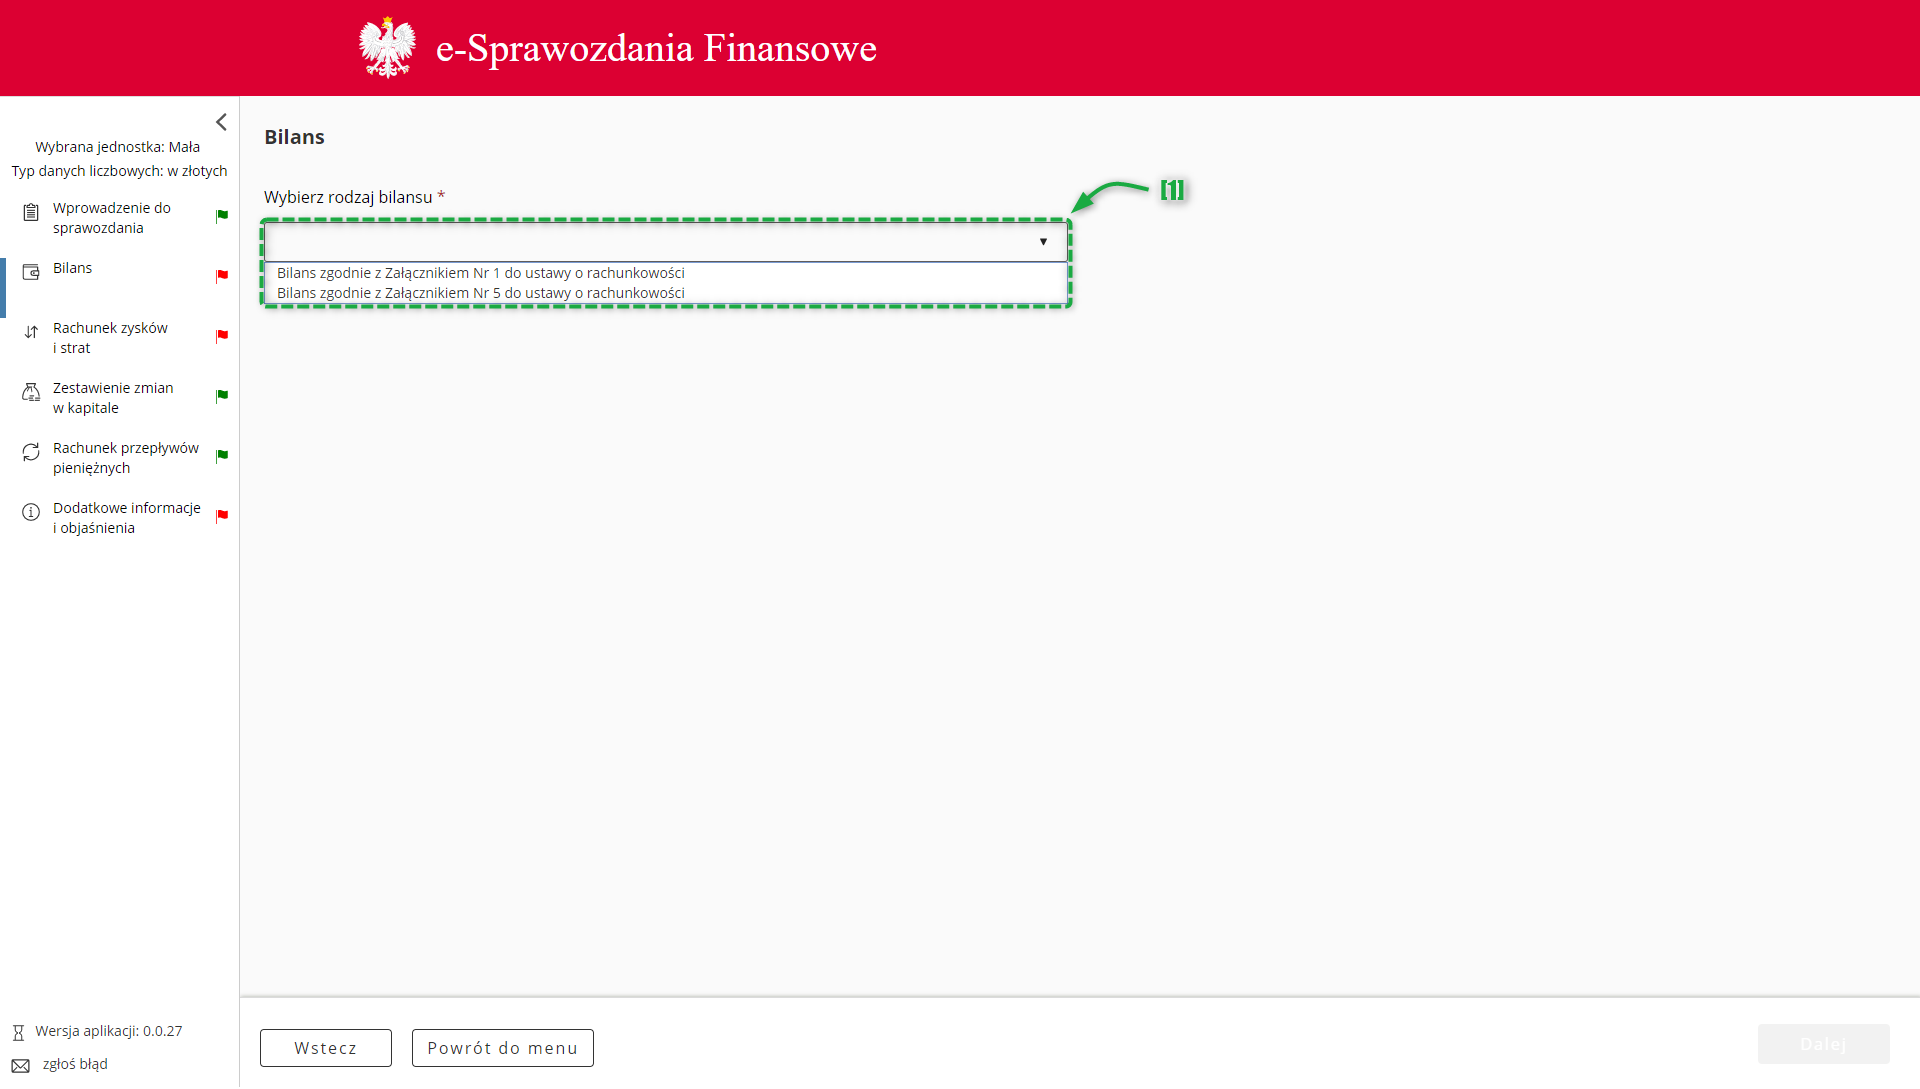 e-Sprawozdania Finansowe
Wybrana jednostka: Mała
Typ danych liczbowych: w złotych
Wprowadzenie do
sprawozdania
Bilans
Rachunek zysków
i strat
Zestawienie zmian
w kapitale
Rachunek przepływów
pieniężnych
Dodatkowe informacje
i objaśnienia
Wersja aplikacji: 0.0.27
zgłoś błąd
Bilans
Wybierz rodzaj bilansu *
[1]
Bilans zgodnie z Załącznikiem Nr 1 do ustawy o rachunkowości
Bilans zgodnie z Załącznikiem Nr 5 do ustawy o rachunkowości
Wstecz
Powrót do menu
Dalej